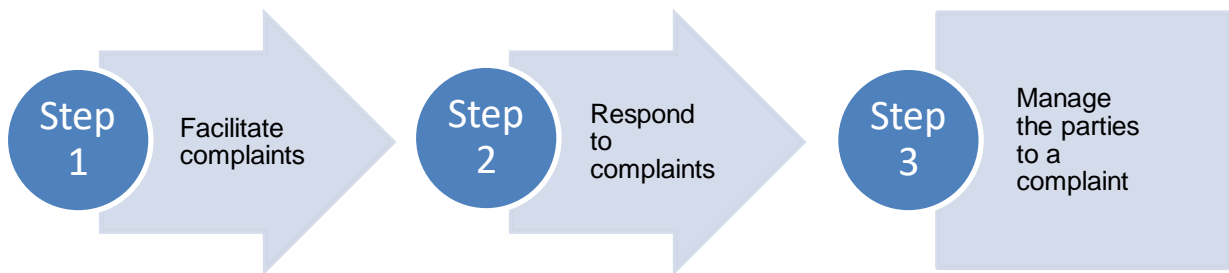 Step
1
Facilitate
complaints
Step
2
Respond
to
complaints
Step
3
Manage
the parties
to a
complaint